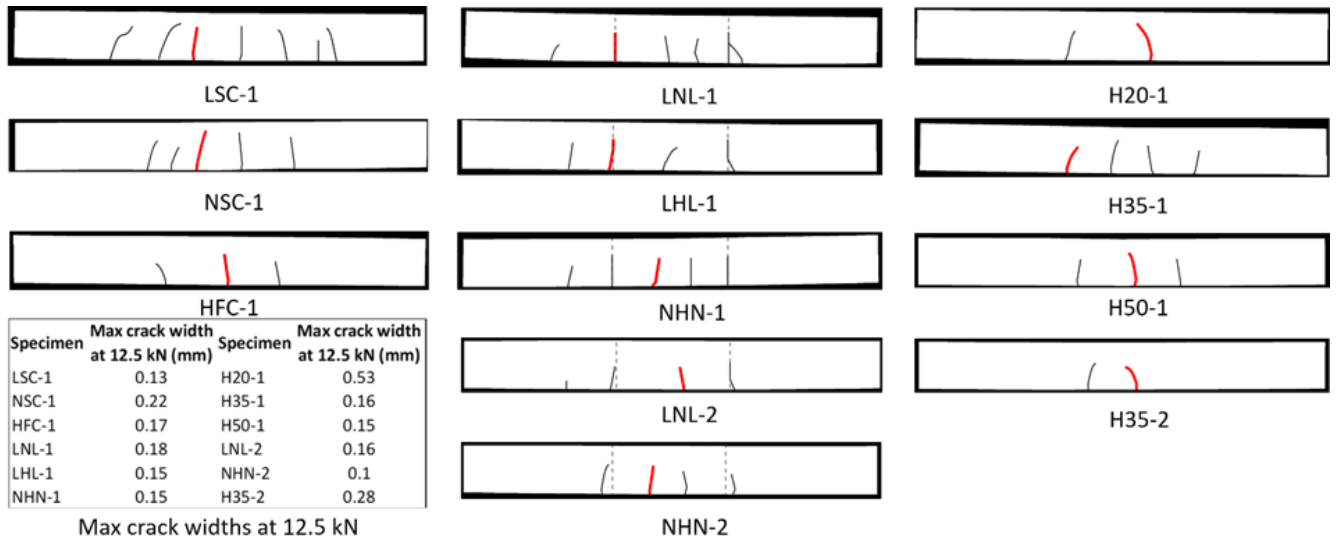 LSC-1
LNL-1
H20-1
NSC-1
LHL-1
H35-1
HFC-1
NHN-1
H50-1
Specimen Max crack width at 12.5 kN (mm) Specimen Max crack width at 12.5 kN (mm)
LSC-1 0.13 H20-1 0.53
NSC-1 0.22 H35-1 0.16
HFC-1 0.17 H50-1 0.15
LNL-1 0.18 LNL-2 0.16
LHL-1 0.15 NHN-2 0.1
NHN-1 0.15 H35-2 0.28
Max crack widths at 12.5 kN
LNL-2
H35-2
NHN-2